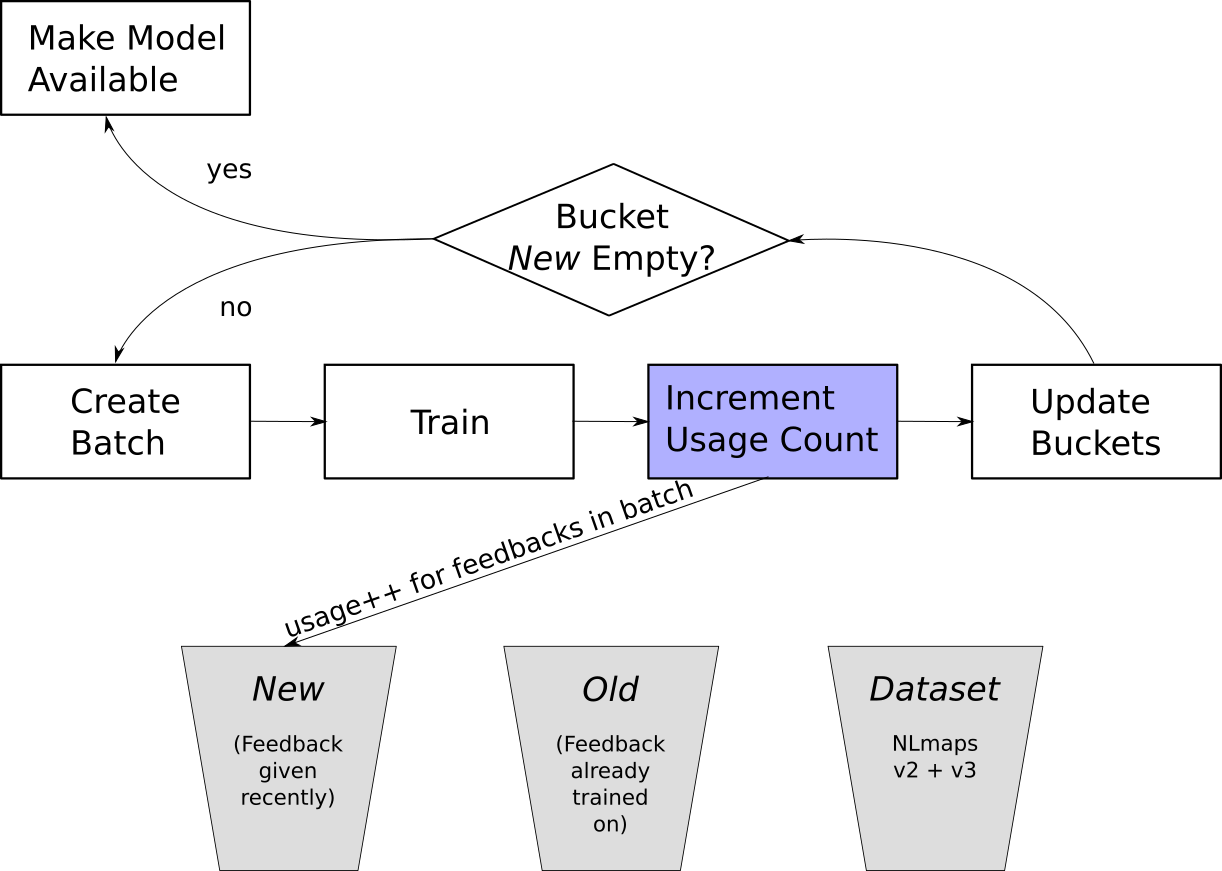 Make Model
Available
yes
Bucket
New Empty?
no
Create
Batch
Train
Increment
Usage Count
Update
Buckets
usage++ for feedbacks in batch
New
(Feedback
given
recently)
Old
(Feedback
already
trained
on)
Dataset
NLmaps
v2 + v3